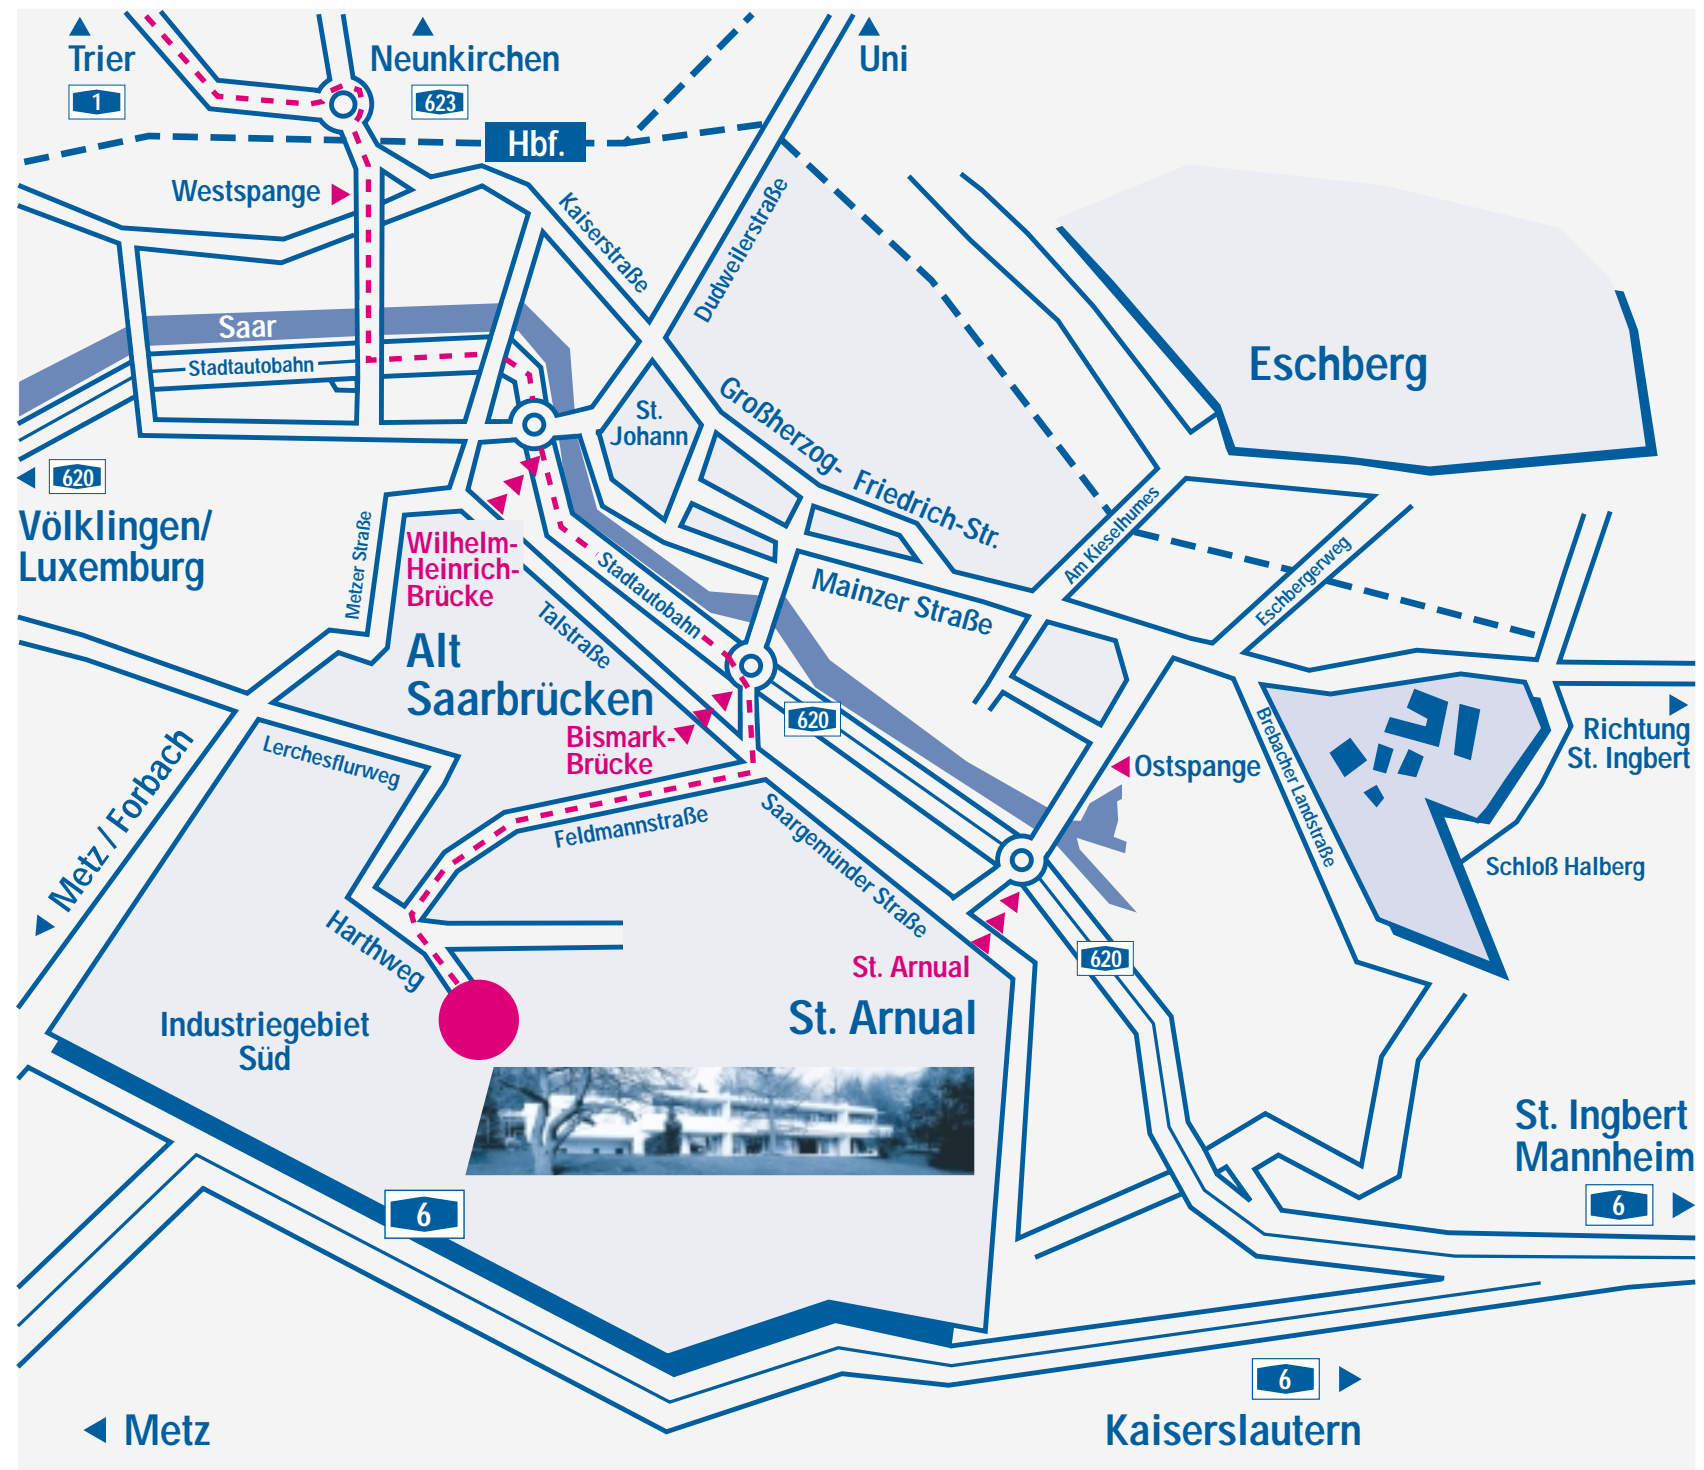 Trier
1
Neunkirchen
623
Uni
Hbf.
Westspange
Kaiserstraße
Dudweilerstraße
Saar
Stadtautobahn
Eschberg
St.
Johann
Großherzog-
Friedrich-Str.
620
Völklingen/
Luxemburg
Metzer Straße
Wilhelm-
Heinrich-
Brücke
Stadtautobahn
Am Kieselhumes
Eschbergerweg
Mainzer Straße
Talstraße
Alt
Saarbrücken
Bismark-
Brücke
620
Richtung
St. Ingbert
Lerchesflurweg
Brebacher Landstraße
Ostspange
Metz / Forbach
Feldmannstraße
Saargemünder Straße
Schloß Halberg
Harthweg
St. Arnual
620
St. Arnual
Industriegebiet
Süd
St. Ingbert
Mannheim
6
6
6
Kaiserslautern
Metz